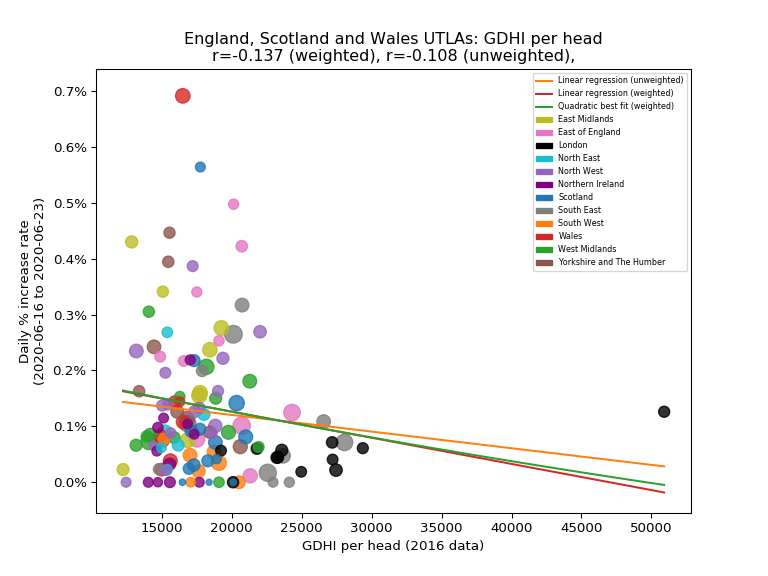 England, Scotland and Wales UTLAs: GDHI per head
r=-0.137 (weighted), r=-0.108 (unweighted),
Linear regression (unweighted)
Linear regression (weighted)
Quadratic best fit (weighted)
East Midlands
East of England
London
North East
North West
Northern Ireland
Scotland
South East
South West
Wales
West Midlands
Yorkshire and The Humber
Daily % increase rate
(2020-06-16 to 2020-06-23)
0.7%
0.6%
0.5%
0.4%
0.3%
0.2%
0.1%
0.0%
15000 20000 25000 30000 35000 40000 45000 50000
GDHI per head (2016 data)